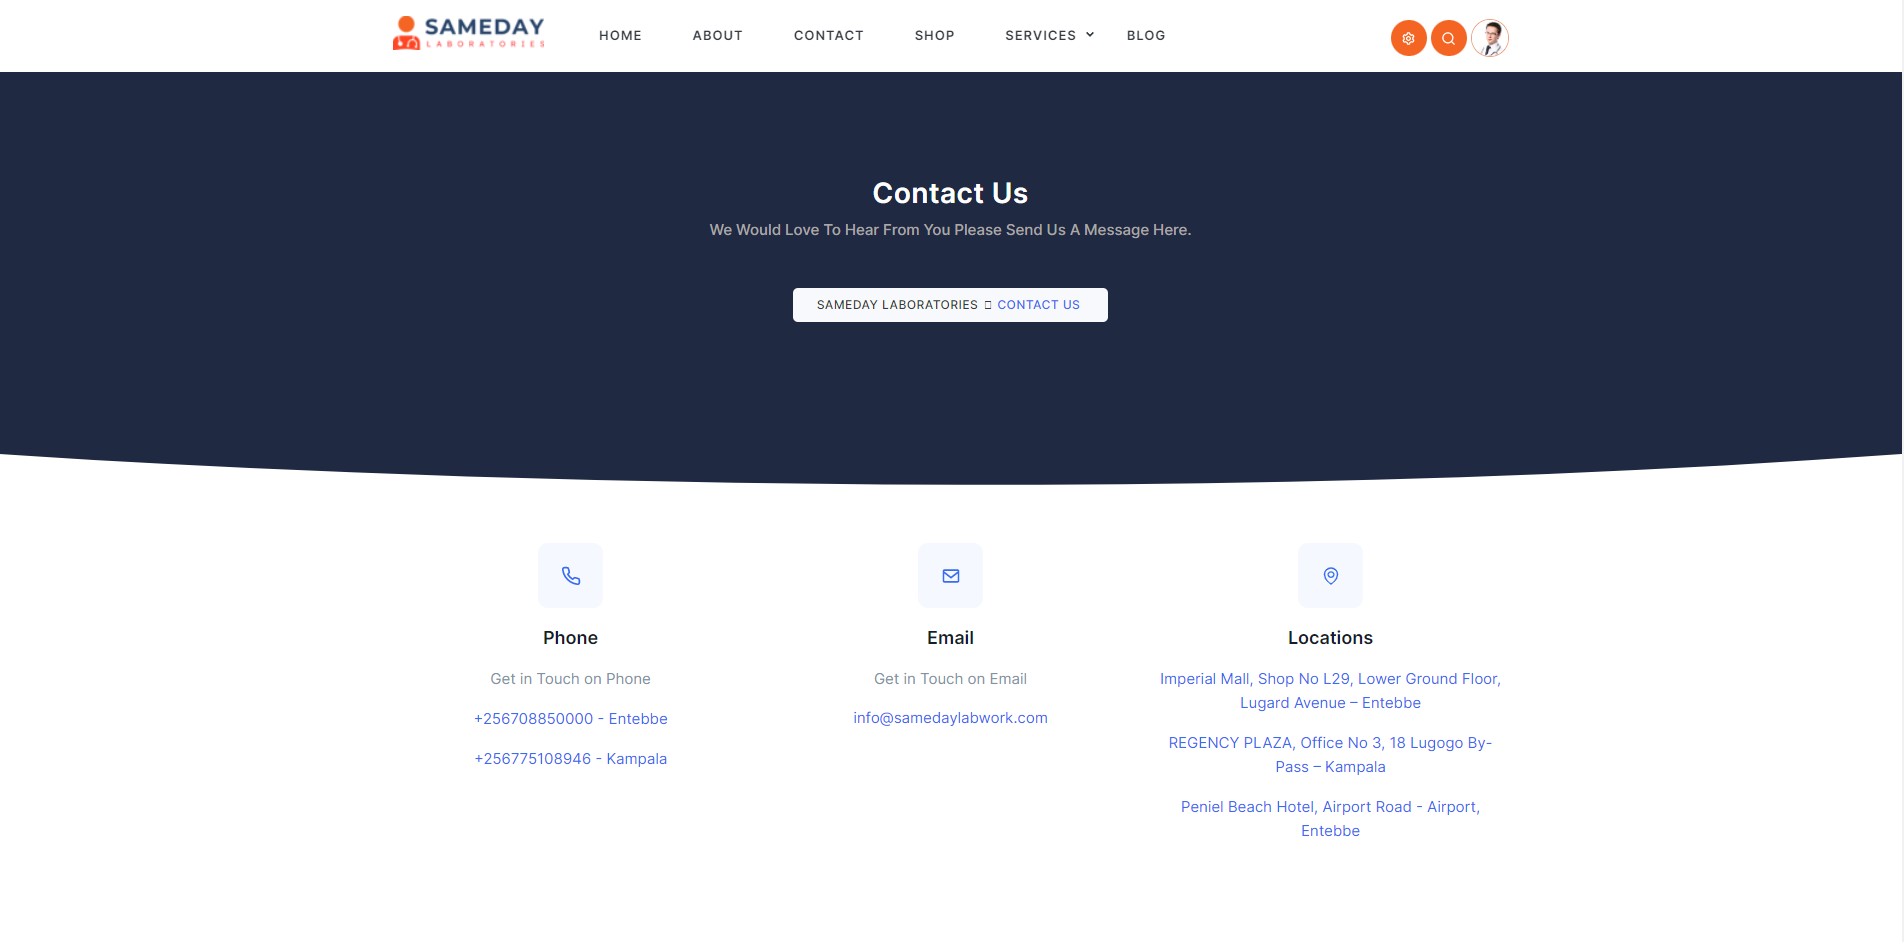 SAMEDAY
LABORATORIES
HOME
ABOUT
CONTACT
SHOP
SERVICES
BLOG
Contact Us
We Would Love To Hear From You Please Send Us A Message Here.
SAMEDAY LABORATORIES CONTACT US
Phone
Get in Touch on Phone
+256708850000 - Entebbe
+256775108946 - Kampala
Email
Get in Touch on Email
info@samedaylabwork.com
Locations
Imperial Mall, Shop No L29, Lower Ground Floor,
Lugard Avenue – Entebbe
REGENCY PLAZA, Office No 3, 18 Lugogo By-
Pass – Kampala
Peniel Beach Hotel, Airport Road - Airport,
Entebbe